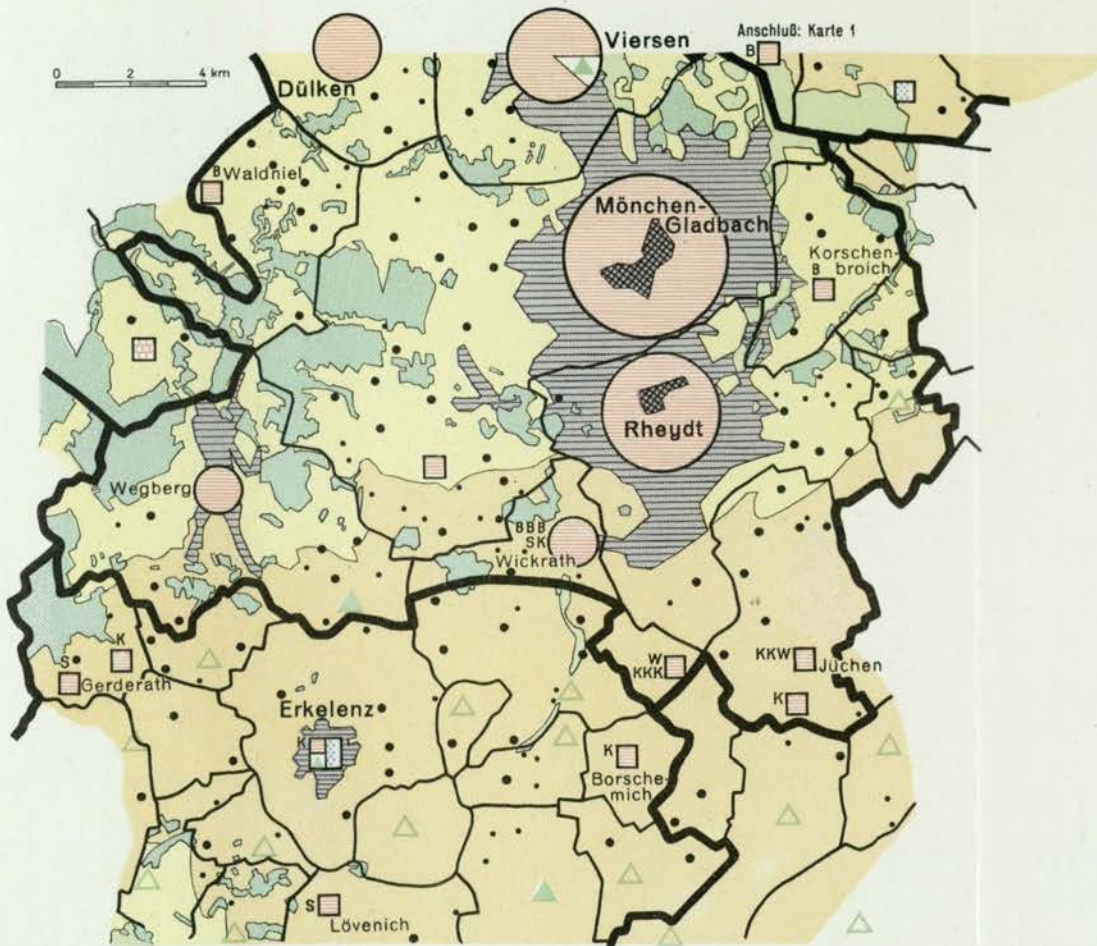 Anschluß: Karte 1
B
0 2 4 km
Viersen
Dülken
B Waldniel
Mönchen-
Gladbach
Korschen-
B broich
Rheydt
Wegberg
BBB
SK
Wickrath
K
S
Gerderath
W
KKK
KKW Jüchen
K
Erkelenz
K
K
Borsche-
mich
S
Lövenich